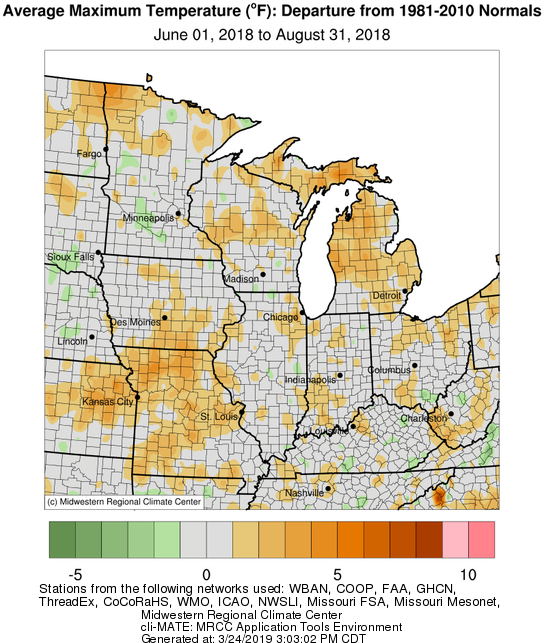 Average Maximum Temperature (°F): Departure from 1981-2010 Normals
June 01, 2018 to August 31, 2018
Fargo
Minneapolis
Sioux Falls
Madison
Detroit
Des Moines
Chicago
Lincoln
Indianapolis
Columbus
Kansas City
St. Louis
Charleston
Louisville
Nashville
(c) Midwestern Regional Climate Center
-5 0 5 10
Stations from the following networks used: WBAN, COOP, FAA, GHCN,
ThreadEx, CoCoRaHS, WMO, ICAO, NWSLI, Missouri FSA, Missouri Mesonet,
Midwestern Regional Climate Center
cli-MATE: MRCC Application Tools Environment
Generated at: 3/24/2019 3:03:02 PM CDT